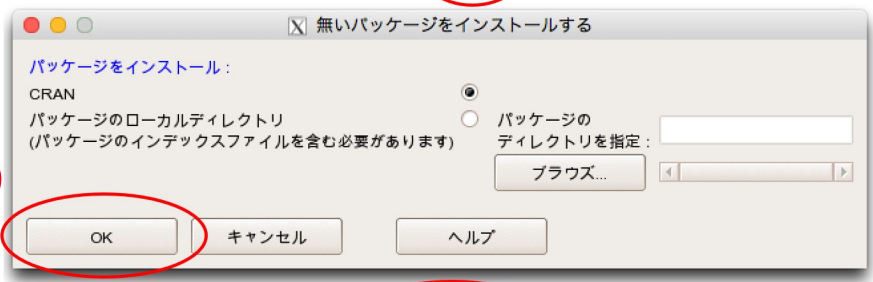 無いパッケージをインストールする
パッケージをインストール :
CRAN
パッケージのローカルディレクトリ
(パッケージのインデックスファイルを含む必要があります)
パッケージの
ディレクトリを指定 :
ブラウズ...
OK
キャンセル
ヘルプ